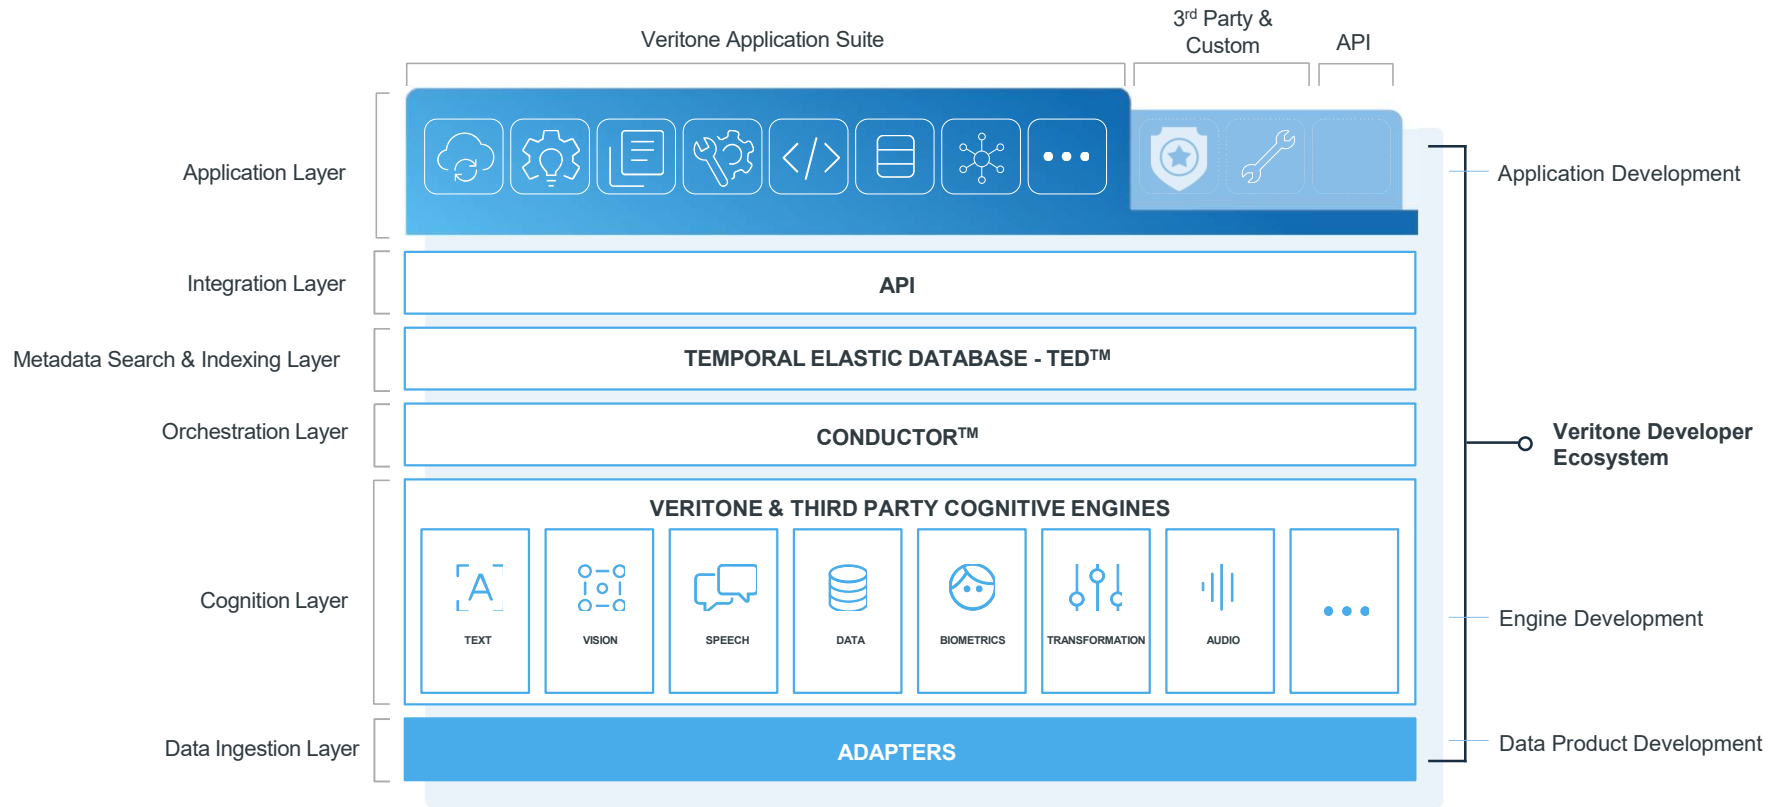 Veritone Application Suite
3rd Party &
Custom
API
Application Layer
Application Development
Integration Layer
API
Metadata Search & Indexing Layer
TEMPORAL ELASTIC DATABASE - TED™
Orchestration Layer
CONDUCTOR™
Veritone Developer
Ecosystem
Cognition Layer
VERITONE & THIRD PARTY COGNITIVE ENGINES
A
TEXT
VISION
SPEECH
DATA
BIOMETRICS
TRANSFORMATION
AUDIO
Engine Development
Data Ingestion Layer
ADAPTERS
Data Product Development